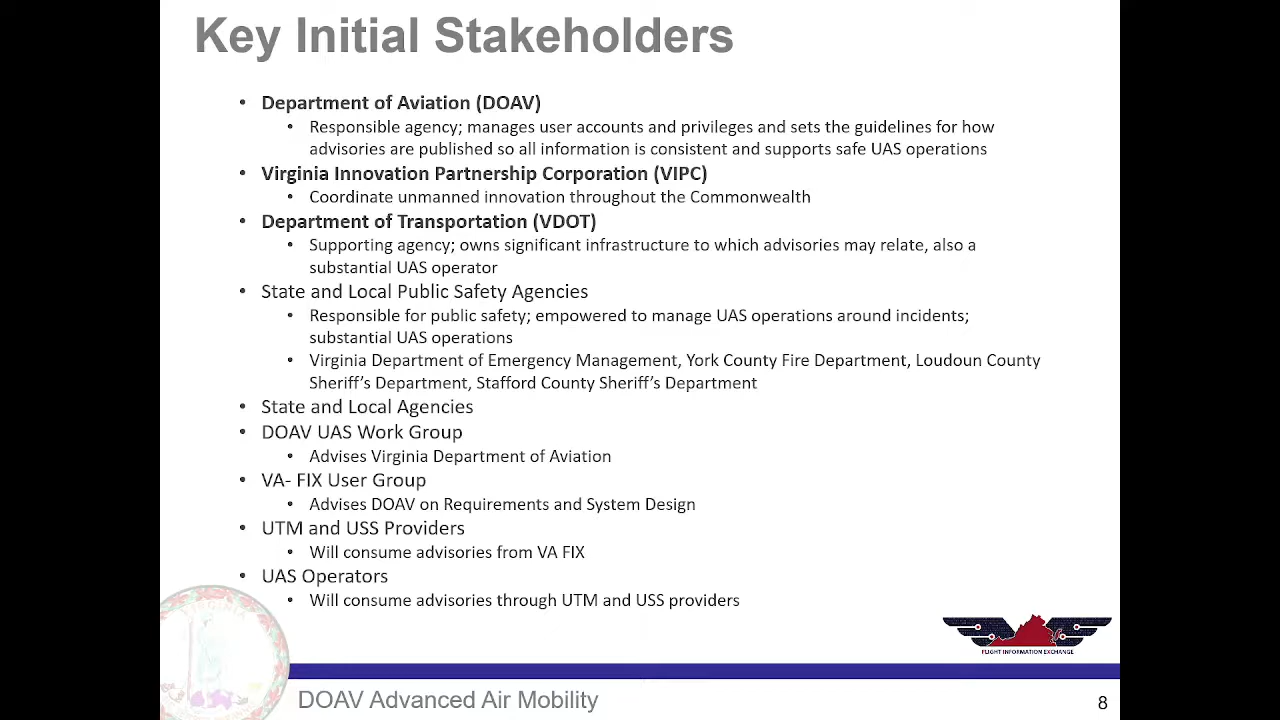 Key Initial Stakeholders
• Department of Aviation (DOAV)
• Responsible agency; manages user accounts and privileges and sets the guidelines for how
advisories are published so all information is consistent and supports safe UAS operations
• Virginia Innovation Partnership Corporation (VIPC)
• Coordinate unmanned innovation throughout the Commonwealth
• Department of Transportation (VDOT)
• Supporting agency; owns significant infrastructure to which advisories may relate, also a
substantial UAS operator
• State and Local Public Safety Agencies
• Responsible for public safety; empowered to manage UAS operations around incidents;
substantial UAS operations
• Virginia Department of Emergency Management, York County Fire Department, Loudoun County
Sheriff’s Department, Stafford County Sheriff’s Department
• State and Local Agencies
• DOAV UAS Work Group
• Advises Virginia Department of Aviation
• VA- FIX User Group
• Advises DOAV on Requirements and System Design
• UTM and USS Providers
• Will consume advisories from VA FIX
• UAS Operators
• Will consume advisories through UTM and USS providers
VIRGINIA
FLIGHT INFORMATION EXCHANGE
DOAV Advanced Air Mobility
8